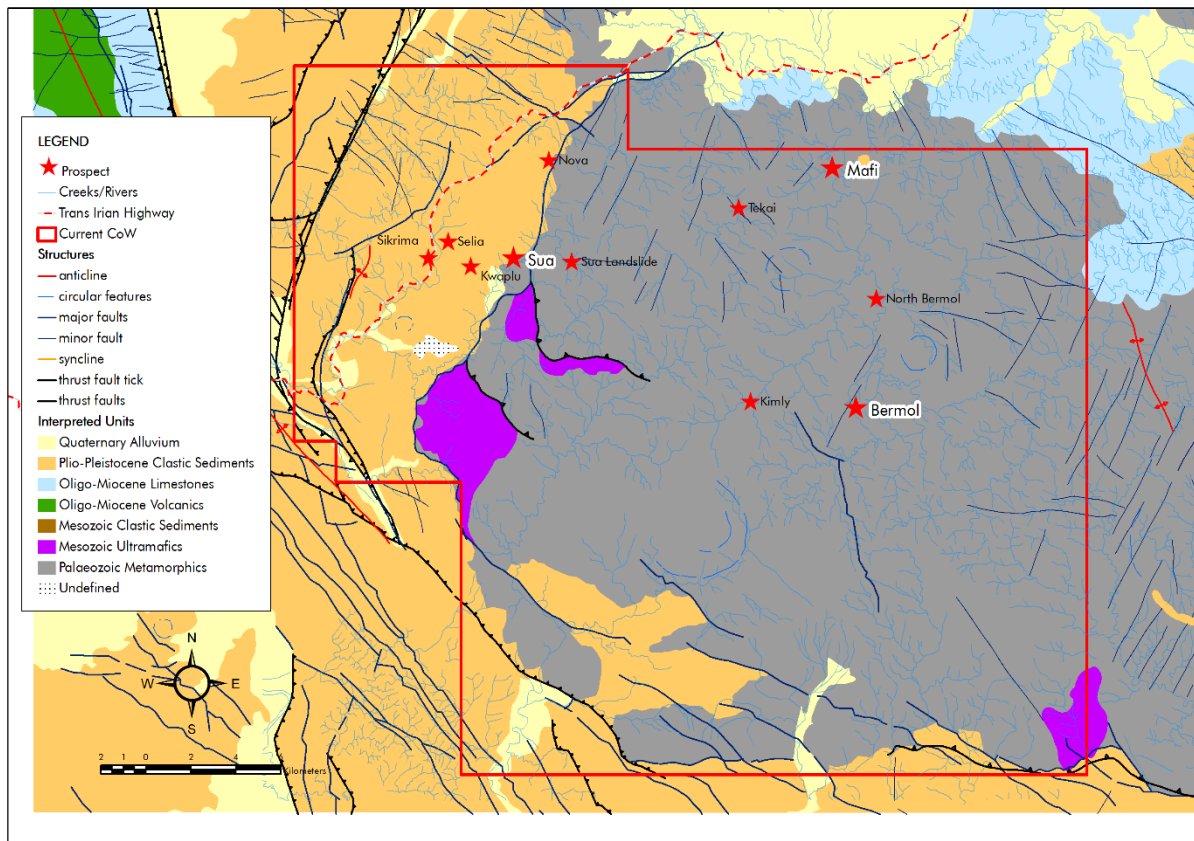 LEGEND
Prospect
Creeks/Rivers
Trans Irian Highway
Current CoW
Structures
anticline
circular features
major faults
minor fault
syncline
thrust fault tick
thrust faults
Interpreted Units
Quaternary Alluvium
Plio-Pleistocene Clastic Sediments
Oligo-Miocene Limestones
Oligo-Miocene Volcanics
Mesozoic Clastic Sediments
Mesozoic Ultramafics
Palaeozoic Metamorphics
Undefined
Nova
Mafi
Tekai
Sikrima
Selia
Kwaplu
Sua
Sua Landslide
North Bermol
Kimly
Bermol
N
W
E
S
2 1 0 2 4
Kilometers